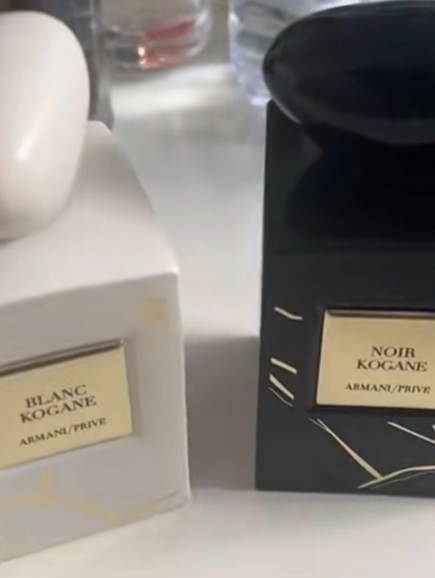 BLANC
KOGANE
ARMANI/PRIVE
NOIR
KOGANE
ARMANI/PRIVE